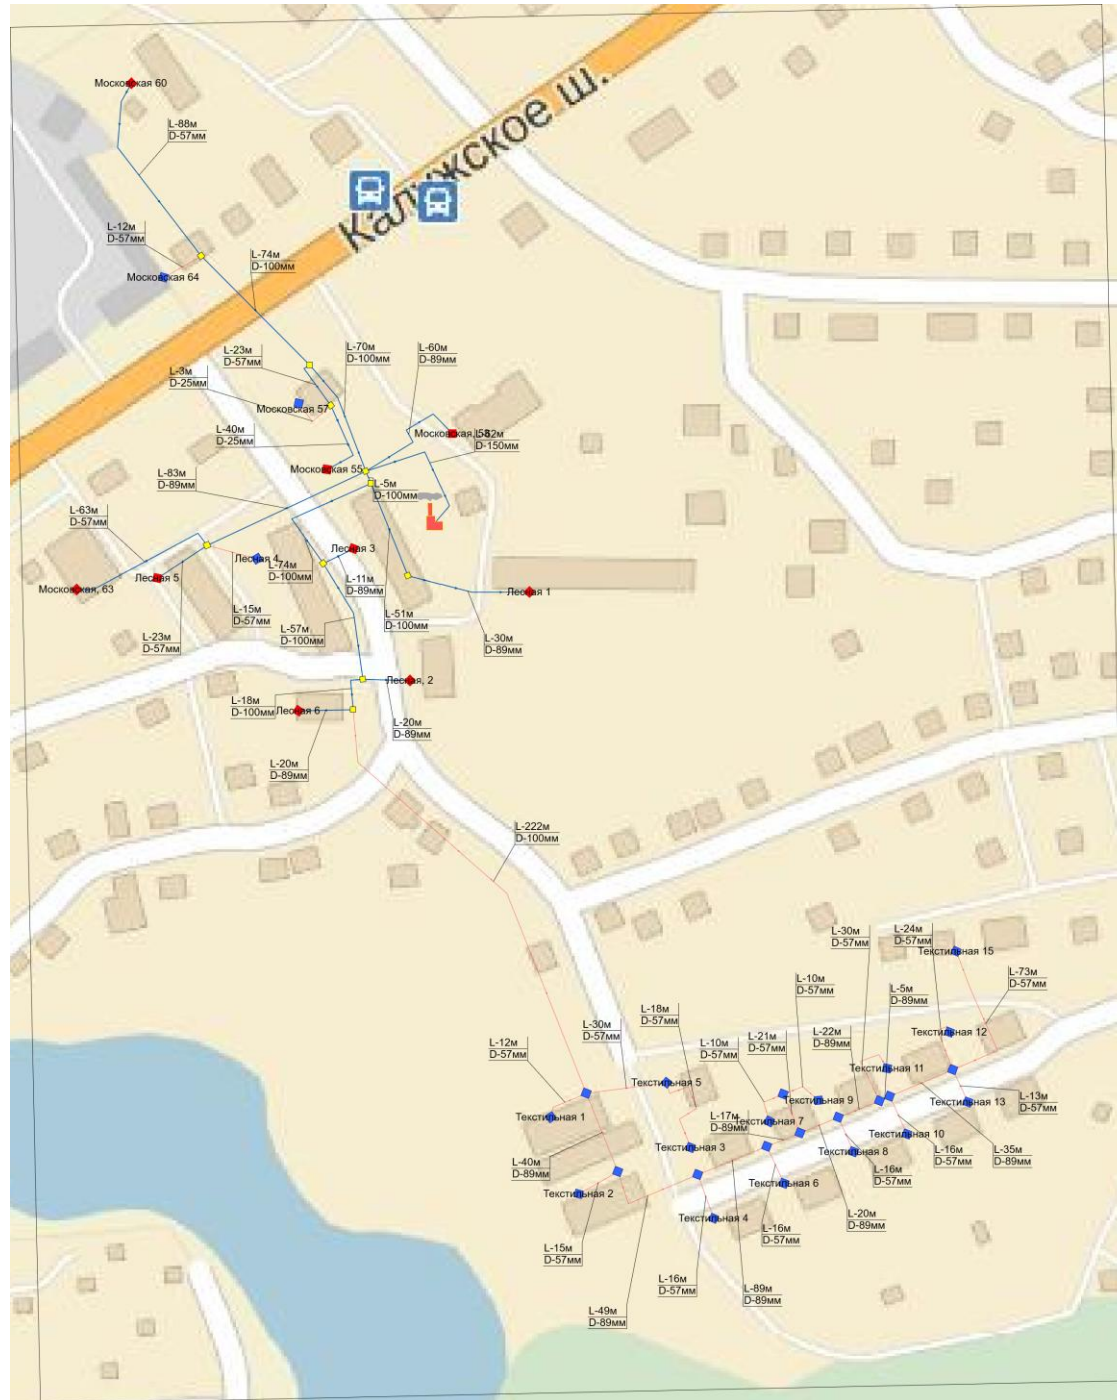 Московская 60
L-88м
D-57мм
Калужское ш.
L-12м
D-57мм
L-74м
D-100мм
Московская 64
L-23м
D-57мм
L-70м
D-100мм
L-60м
D-89мм
L-3м
D-25мм
Московская 57
L-40м
D-25мм
Московская, 58
D-150мм
Московская 55
L-83м
D-89мм
L-5м
D-100мм
L-63м
D-57мм
Лесная 3
Лесная 4
L-74м
D-100мм
Лесная 5
L-11м
D-89мм
Московская, 63
Лесная 1
L-15м
D-57мм
L-51м
D-100мм
L-57м
D-100мм
L-23м
D-57мм
L-30м
D-89мм
Лесная, 2
L-18м
D-100мм
Лесная 6
L-20м
D-89мм
L-20м
D-89мм
L-222м
D-100мм
L-30м
D-57мм
L-24м
D-57мм
Текстильная 15
L-73м
D-57мм
L-10м
D-57мм
L-5м
D-89мм
L-18м
D-57мм
L-30м
D-57мм
L-22м
D-89мм
L-21м
D-57мм
Текстильная 12
L-12м
D-57мм
L-10м
D-57мм
Текстильная 11
Текстильная 5
L-13м
D-57мм
Текстильная 9
Текстильная 13
Текстильная 1
L-17м
D-89мм
Текстильная 7
Текстильная 10
Текстильная 3
Текстильная 8
L-16м
D-57мм
L-35м
D-89мм
L-40м
D-89мм
L-16м
D-57мм
Текстильная 6
Текстильная 2
L-20м
D-89мм
Текстильная 4
L-16м
D-57мм
L-15м
D-57мм
L-16м
D-57мм
L-89м
D-89мм
L-49м
D-89мм